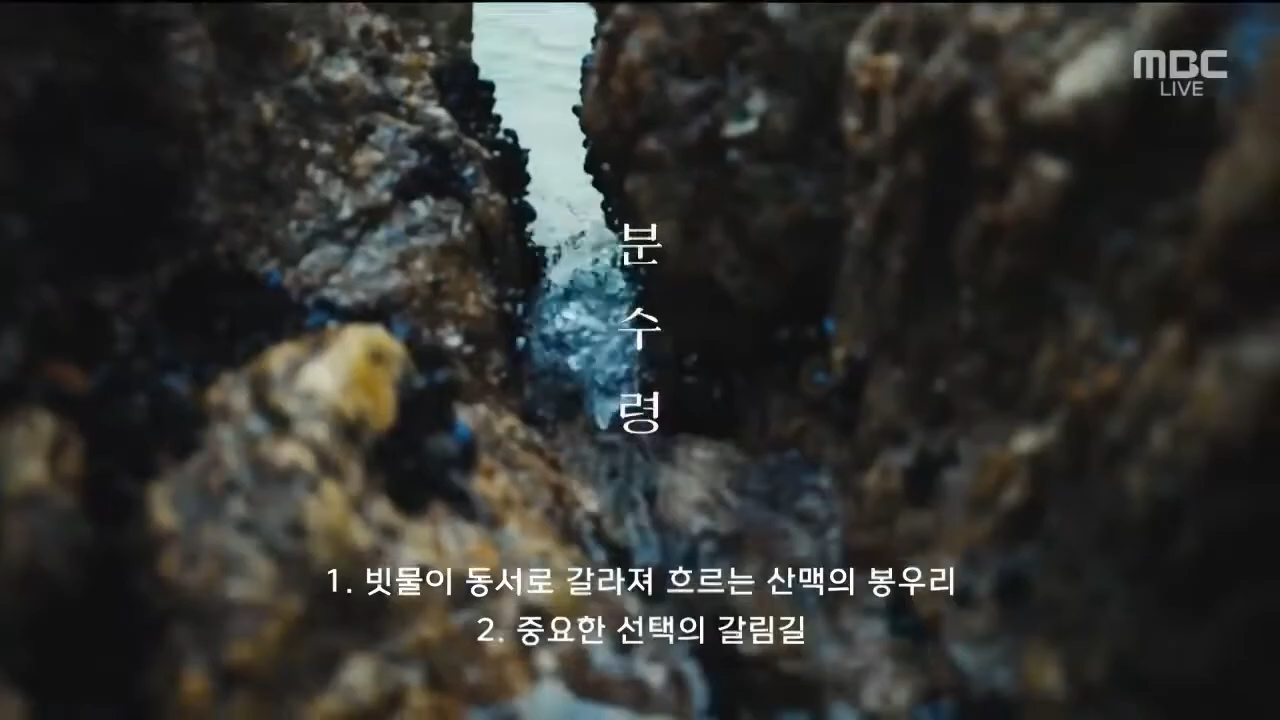 MBC
LIVE
분
수
령
1. 빗물이 동서로 갈라져 흐르는 산맥의 봉우리
2. 중요한 선택의 갈림길